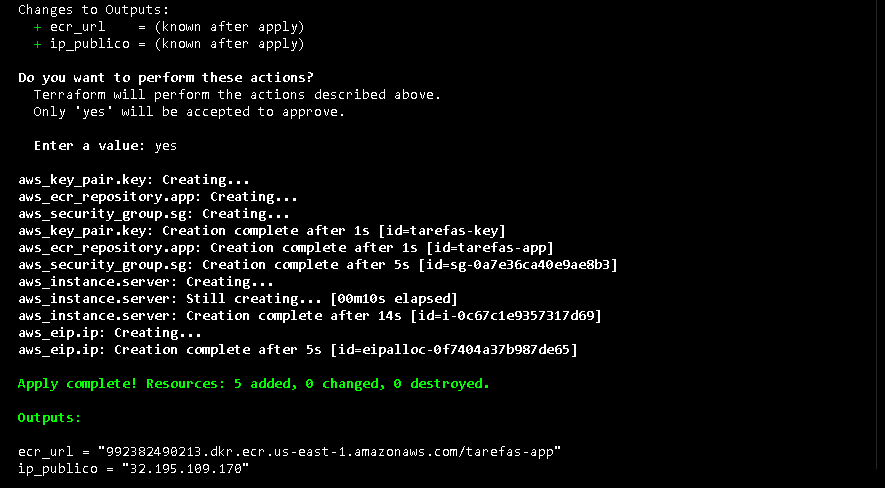 Changes to Outputs:
  + ecr_url    = (known after apply)
  + ip_publico = (known after apply)

Do you want to perform these actions?
  Terraform will perform the actions described above.
  Only 'yes' will be accepted to approve.

  Enter a value: yes

aws_key_pair.key: Creating...
aws_ecr_repository.app: Creating...
aws_security_group.sg: Creating...
aws_key_pair.key: Creation complete after 1s [id=tarefas-key]
aws_ecr_repository.app: Creation complete after 1s [id=tarefas-app]
aws_security_group.sg: Creation complete after 5s [id=sg-0a7e36ca40e9ae8b3]
aws_instance.server: Creating...
aws_instance.server: Still creating... [00m10s elapsed]
aws_instance.server: Creation complete after 14s [id=i-0c67c1e9357317d69]
aws_eip.ip: Creating...
aws_eip.ip: Creation complete after 5s [id=eipalloc-0f7404a37b987de65]

Apply complete! Resources: 5 added, 0 changed, 0 destroyed.

Outputs:

ecr_url = "992382490213.dkr.ecr.us-east-1.amazonaws.com/tarefas-app"
ip_publico = "32.195.109.170"